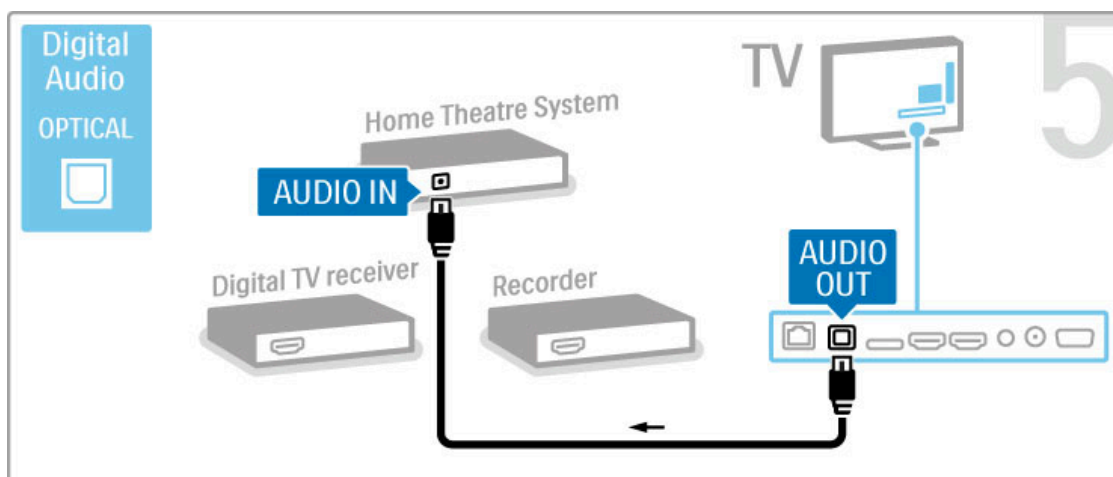 Digital
Audio
OPTICAL
TV
5
Home Theatre System
AUDIO IN
Digital TV receiver
Recorder
AUDIO
OUT